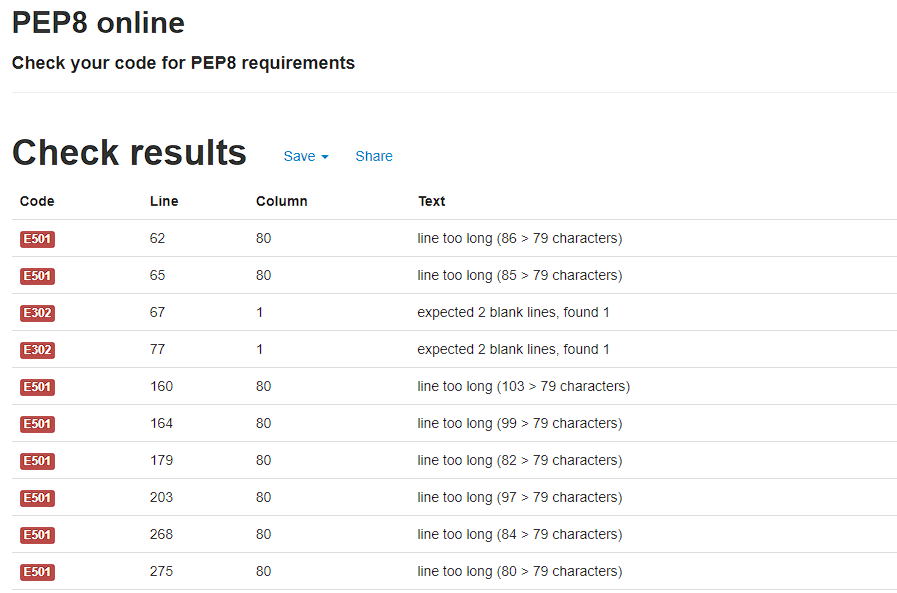 PEP8 online
Check your code for PEP8 requirements
Check results Save Share
Code Line Column Text
E501 62 80 line too long (86 > 79 characters)
E501 65 80 line too long (85 > 79 characters)
E302 67 1 expected 2 blank lines, found 1
E302 77 1 expected 2 blank lines, found 1
E501 160 80 line too long (103 > 79 characters)
E501 164 80 line too long (99 > 79 characters)
E501 179 80 line too long (82 > 79 characters)
E501 203 80 line too long (97 > 79 characters)
E501 268 80 line too long (84 > 79 characters)
E501 275 80 line too long (80 > 79 characters)